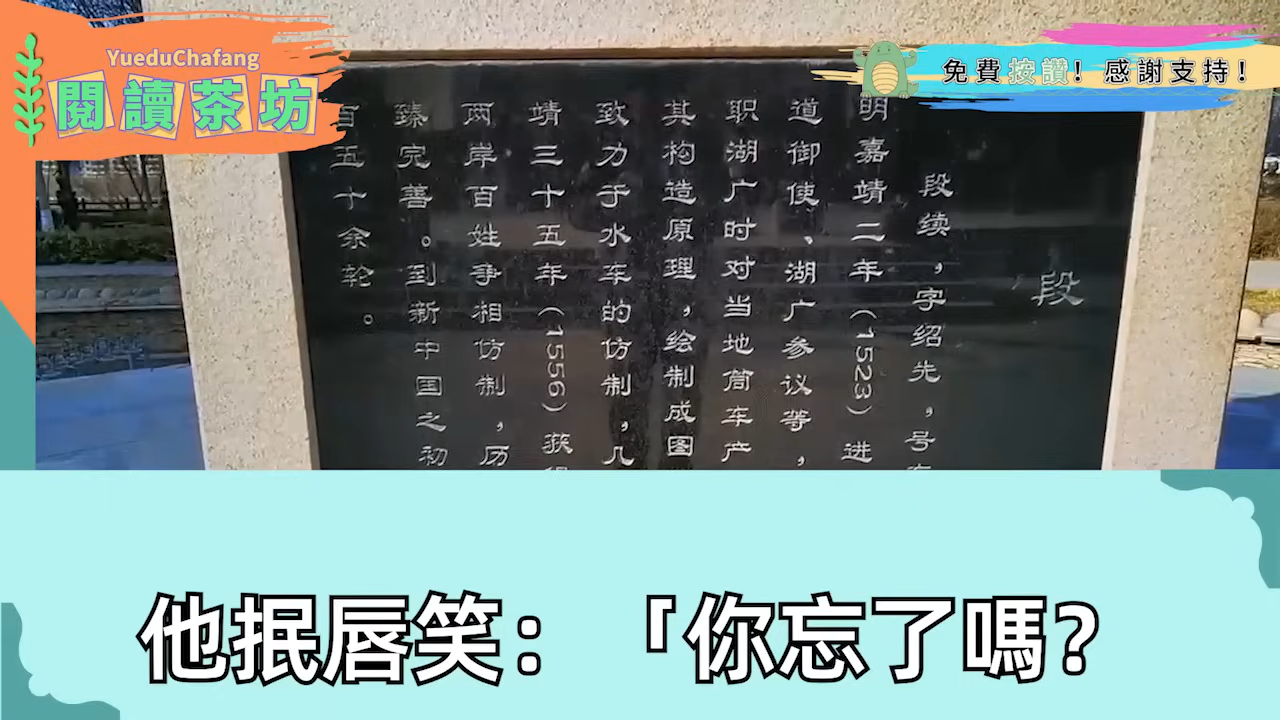 YueduChafang
閱讀茶坊
免費按讚！感謝支持！
段
段续，字绍先，号
明嘉靖二年（1523）进
道御使、湖广参议等，
职湖广时对当地筒车产
其构造原理，绘制成图
致力于水车的仿制，几
靖三十五年（1556）获
两岸百姓争相仿制，历
臻完善。到新中国之初
百五十余轮。
他抿唇笑：「你忘了嗎？